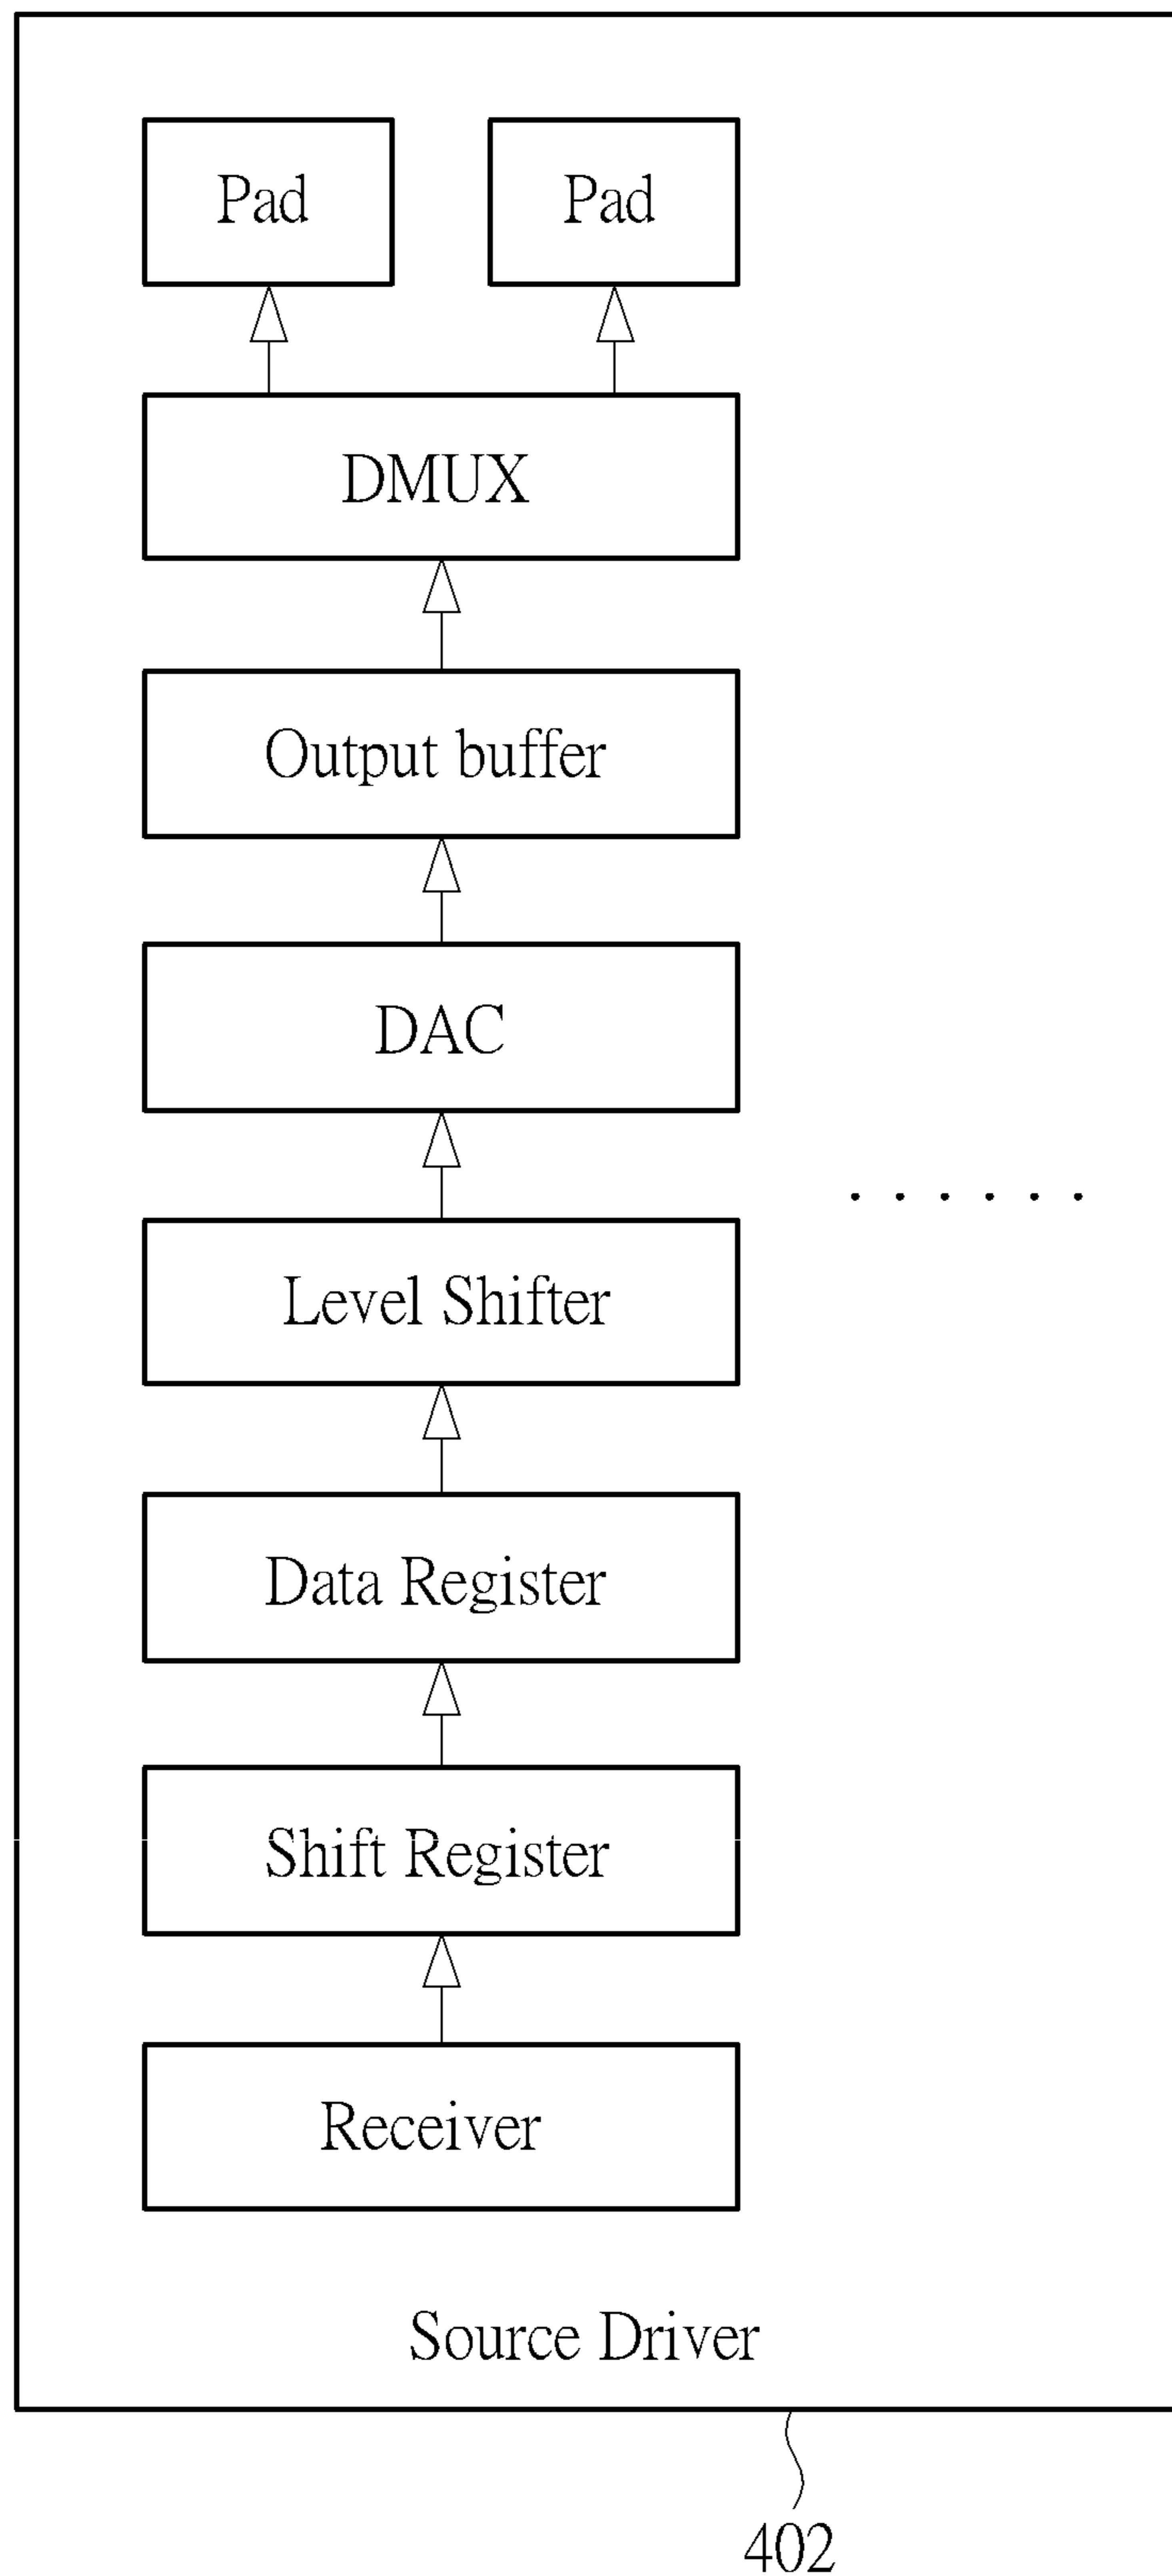 Pad Pad
DMUX
Output buffer
DAC
Level Shifter
Data Register
Shift Register
Receiver
Source Driver
402